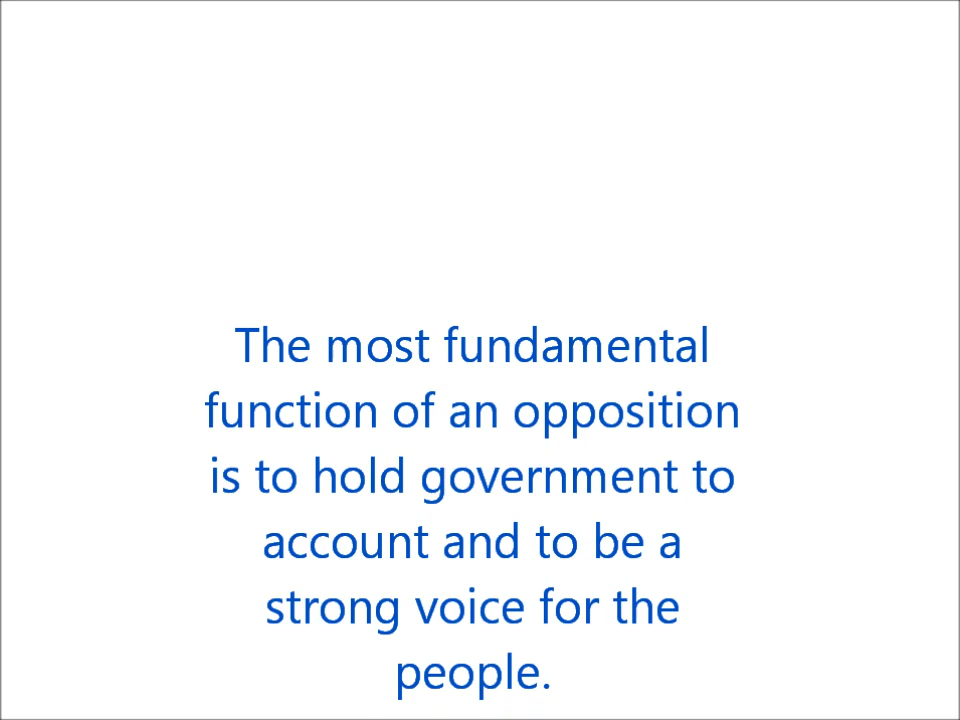 The most fundamental
function of an opposition
is to hold government to
account and to be a
strong voice for the
people.